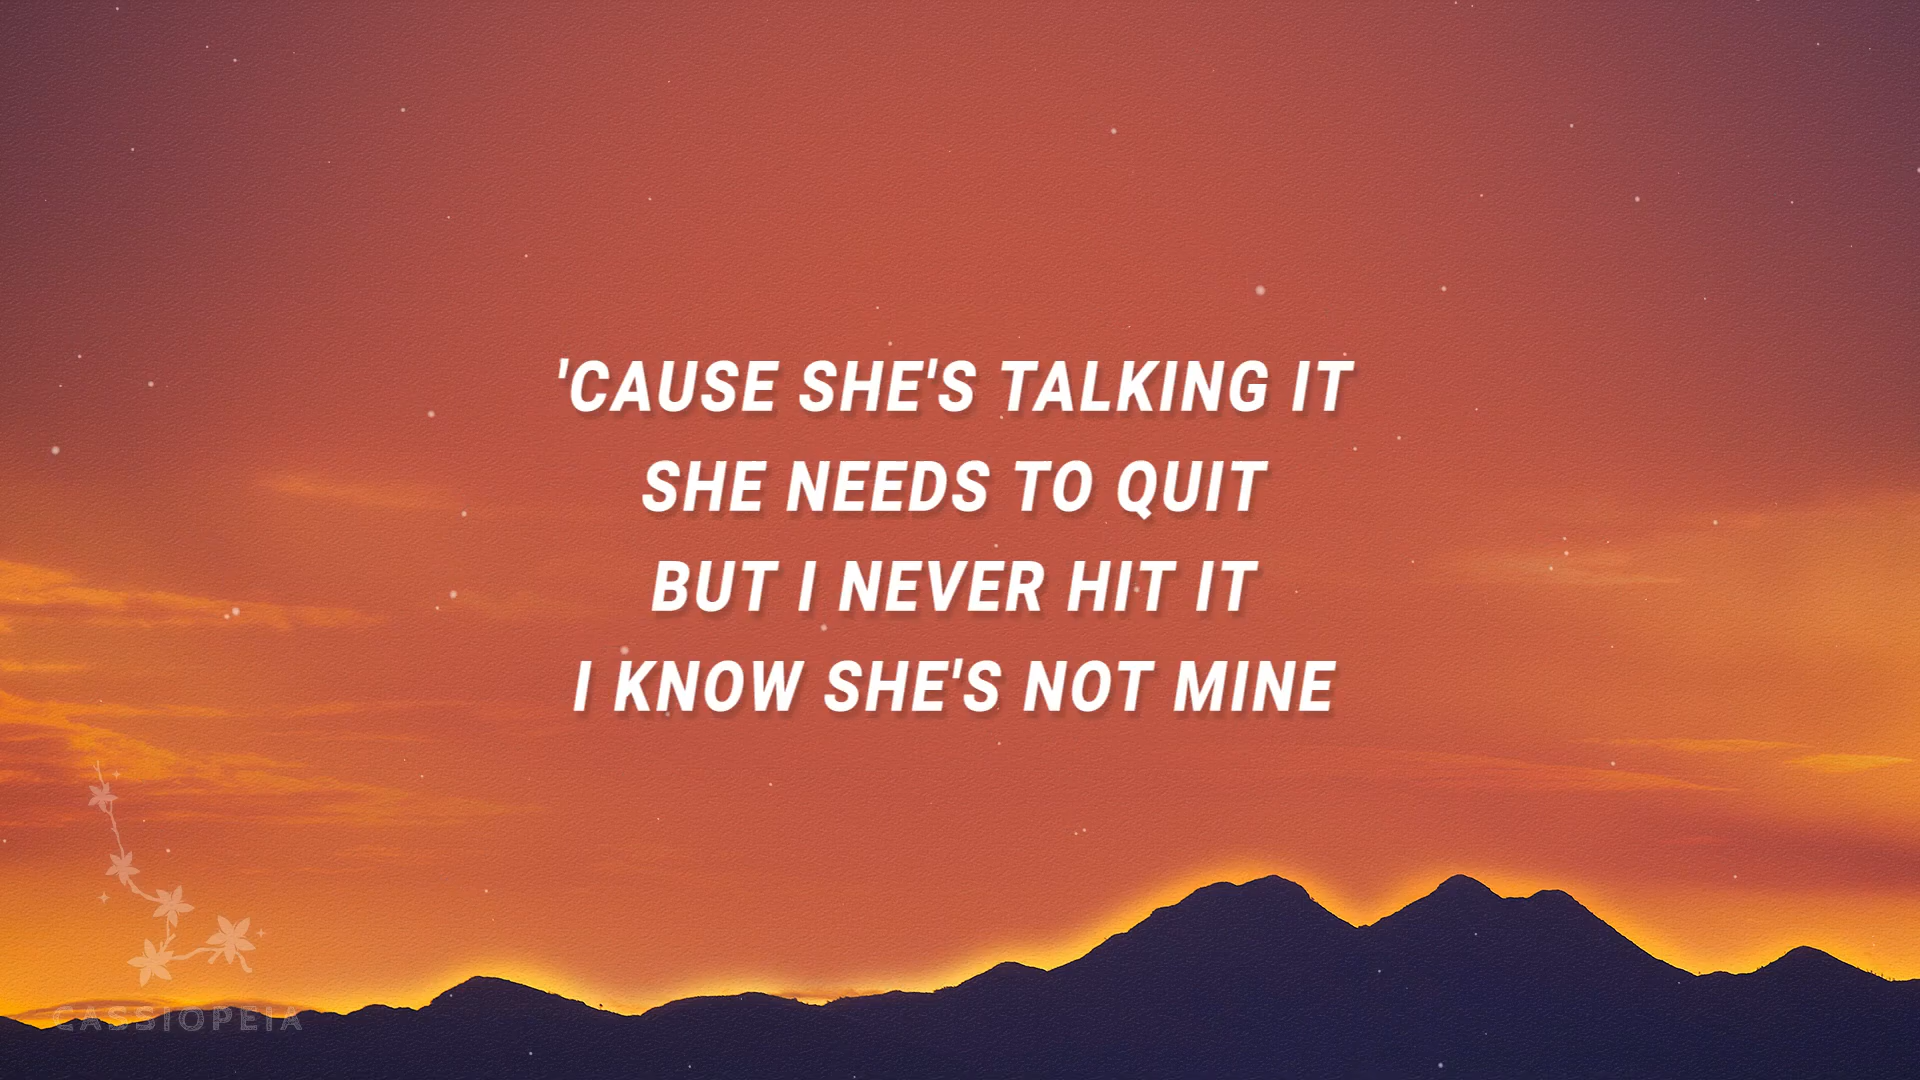 'CAUSE SHE'S TALKING IT
SHE NEEDS TO QUIT
BUT I NEVER HIT IT
I KNOW SHE'S NOT MINE
CASSIOPEIA